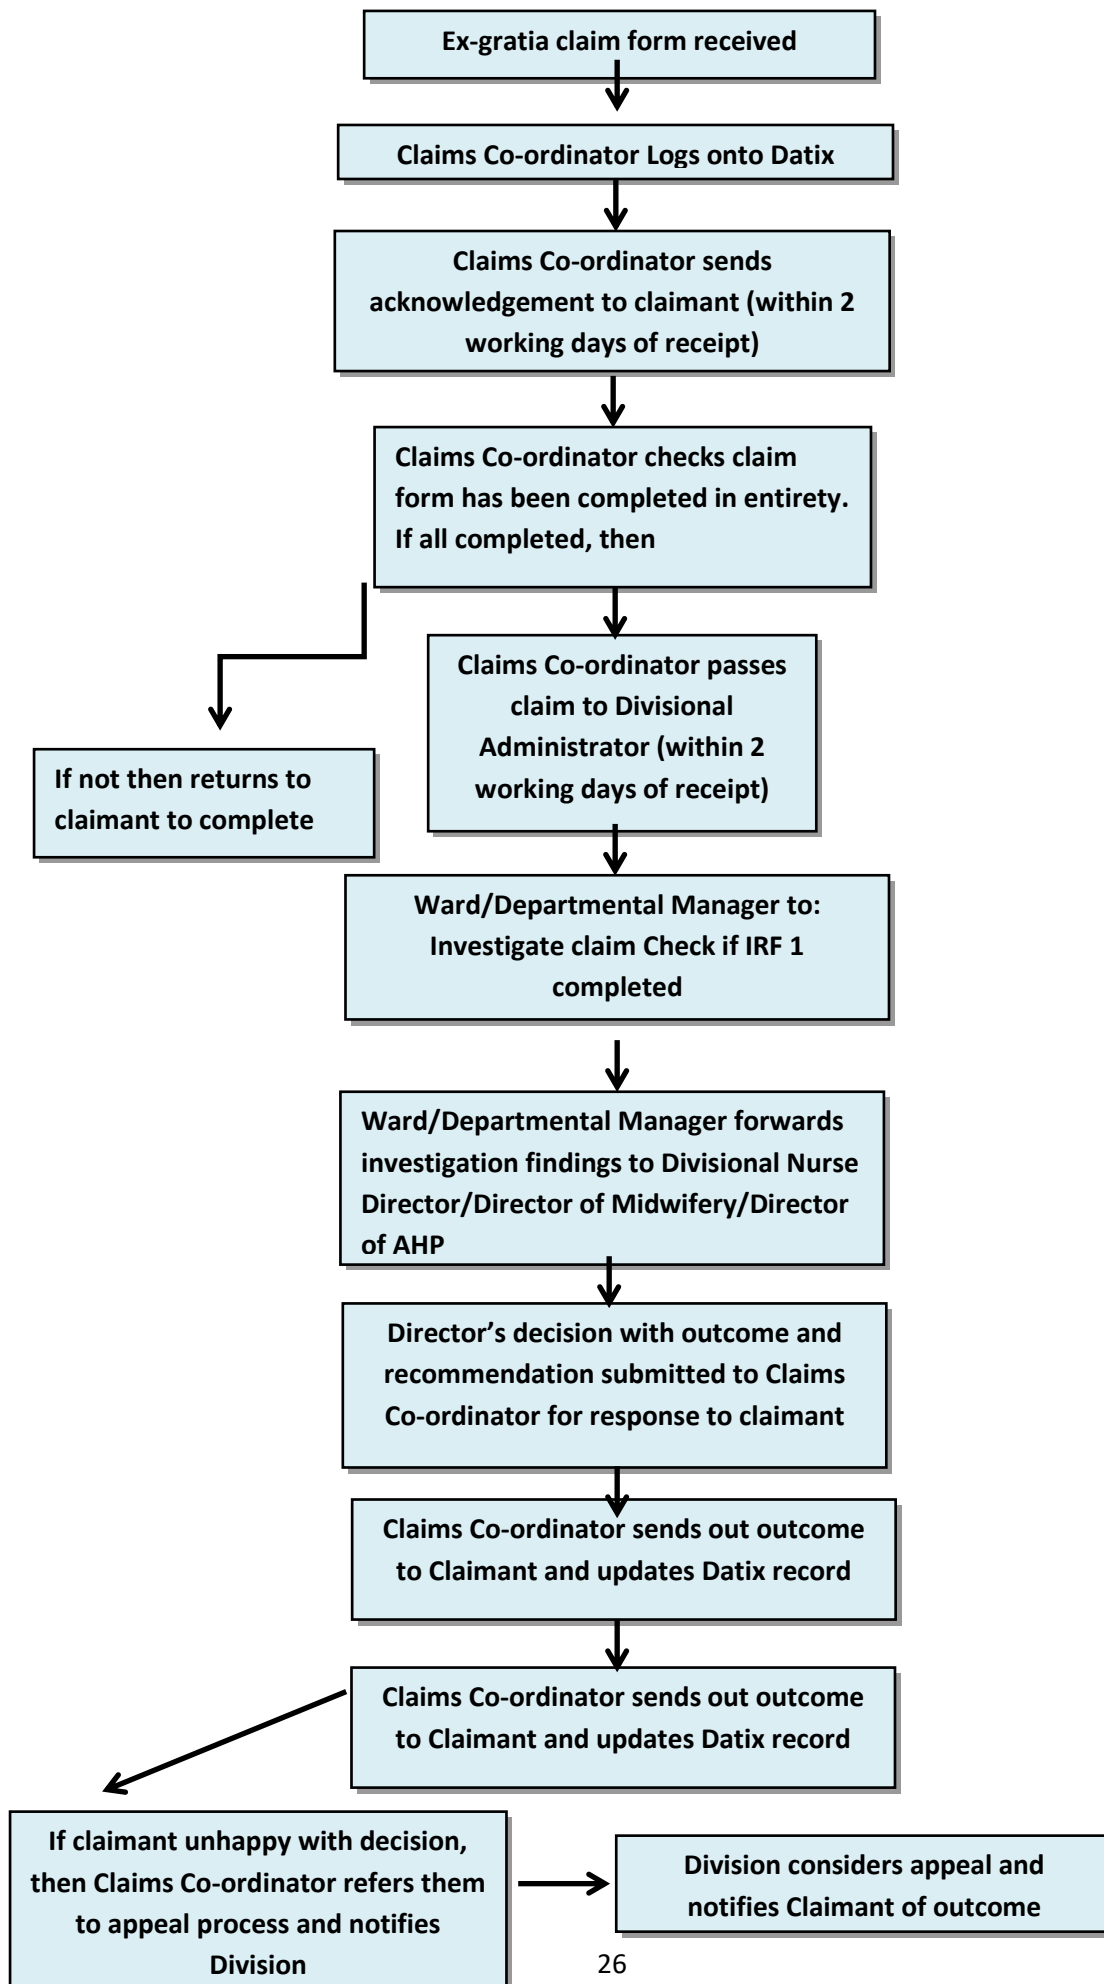 Ex-gratia claim form received
Claims Co-ordinator Logs onto Datix
Claims Co-ordinator sends
acknowledgement to claimant (within 2
working days of receipt)
Claims Co-ordinator checks claim
form has been completed in entirety.
If all completed, then
Claims Co-ordinator passes
claim to Divisional
Administrator (within 2
working days of receipt)
If not then returns to
claimant to complete
Ward/Departmental Manager to:
Investigate claim Check if IRF 1
completed
Ward/Departmental Manager forwards
investigation findings to Divisional Nurse
Director/Director of Midwifery/Director
of AHP
Director’s decision with outcome and
recommendation submitted to Claims
Co-ordinator for response to claimant
Claims Co-ordinator sends out outcome
to Claimant and updates Datix record
Claims Co-ordinator sends out outcome
to Claimant and updates Datix record
If claimant unhappy with decision,
then Claims Co-ordinator refers them
to appeal process and notifies
Division
Division considers appeal and
notifies Claimant of outcome
26